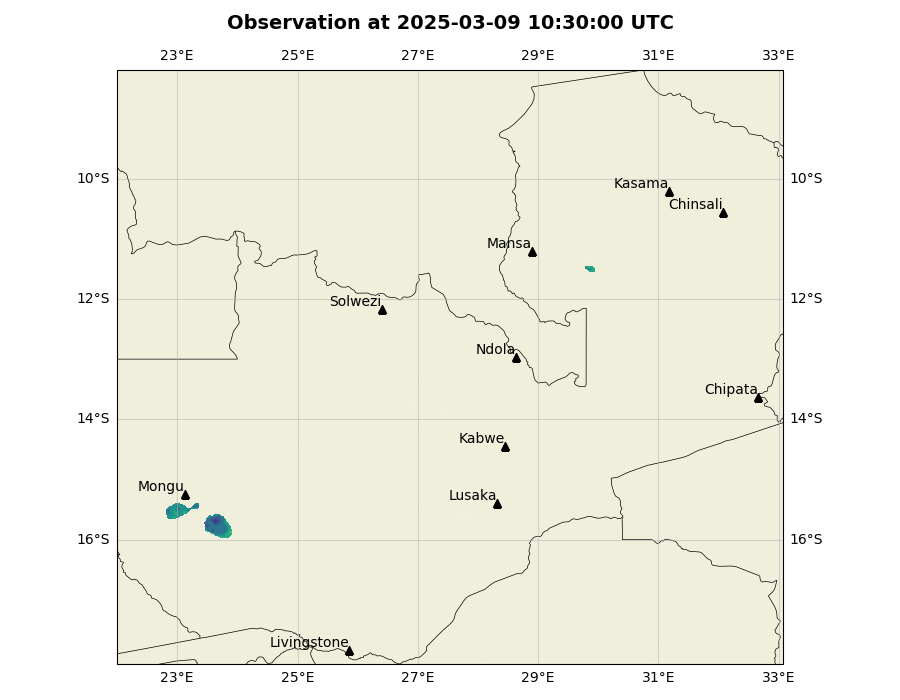 Observation at 2025-03-09 10:30:00 UTC
23°E 25°E 27°E 29°E 31°E 33°E
10°S 10°S
Kasama
Chinsali
Mansa
12°S 12°S
Solwezi
Ndola
Chipata
14°S 14°S
Kabwe
Mongu
Lusaka
16°S 16°S
Livingstone
23°E 25°E 27°E 29°E 31°E 33°E